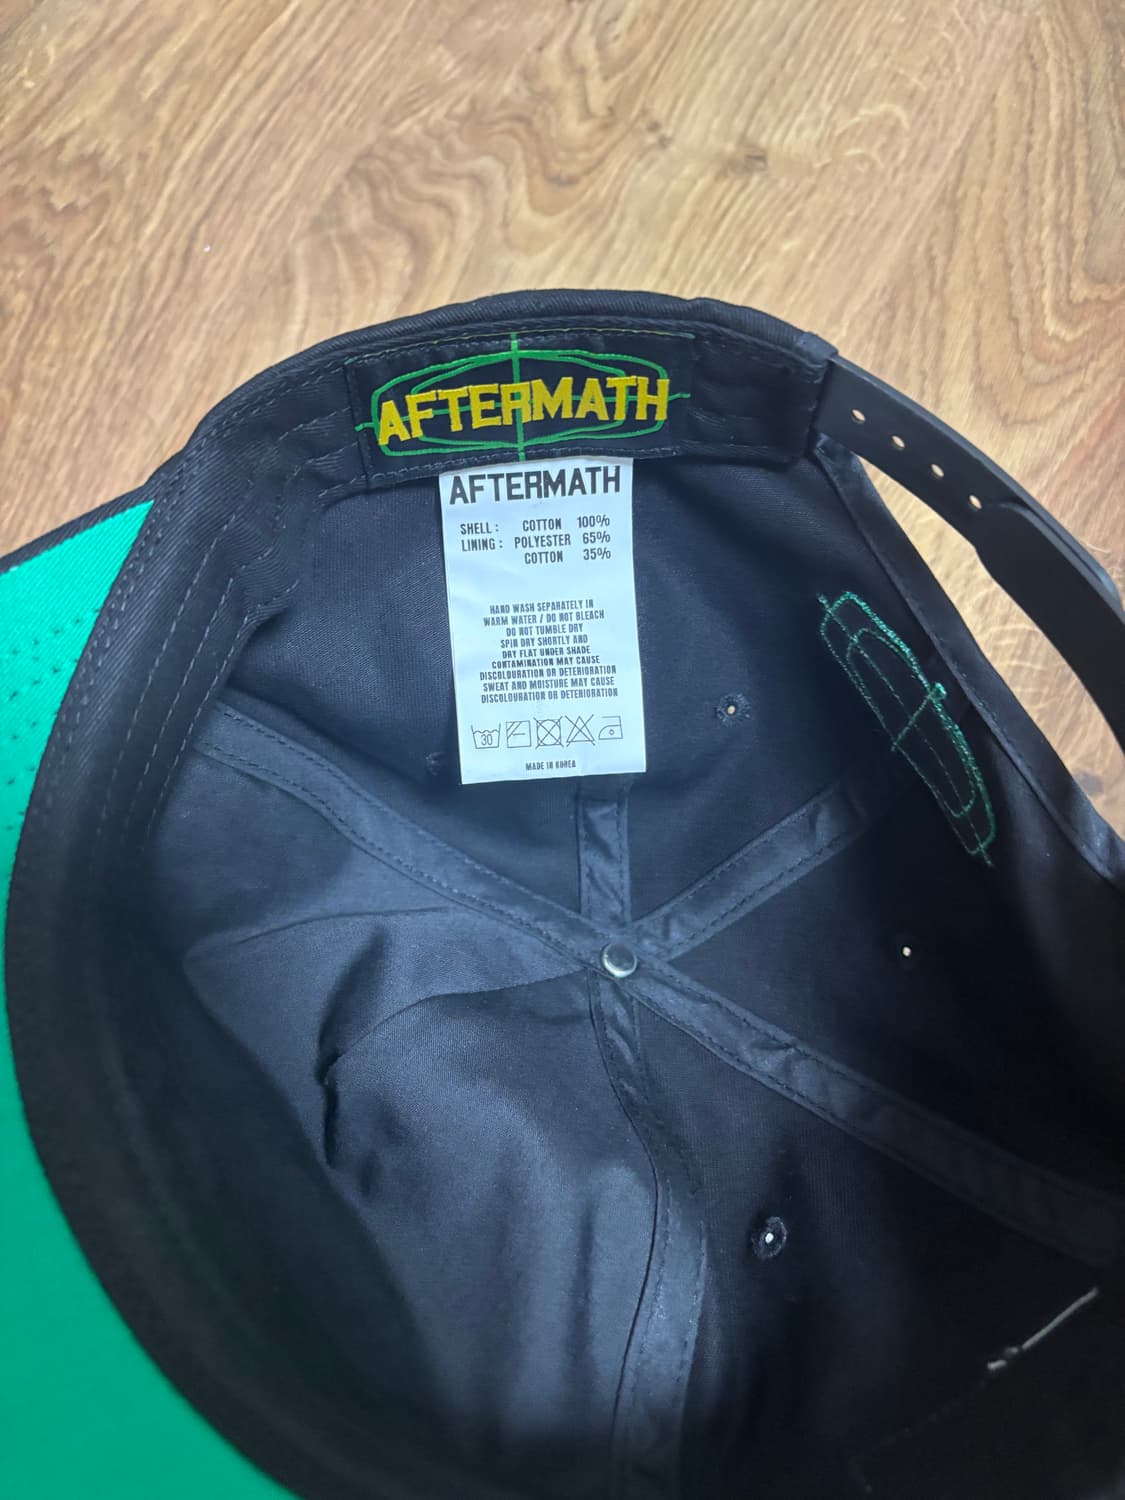 AFTERMATH
AFTERMATH
SHELL : COTTON 100%
LINING : POLYESTER 65%
COTTON 35%
HAND WASH SEPARATELY IN
WARM WATER / DO NOT BLEACH
DO NOT TUMBLE DRY
SPIN DRY SHORTLY AND
DRY FLAT UNDER SHADE
CONTAMINATION MAY CAUSE
DISCOLOURATION OR DETERIORATION
SWEAT AND MOISTURE MAY CAUSE
DISCOLOURATION OR DETERIORATION
30
MADE IN KOREA